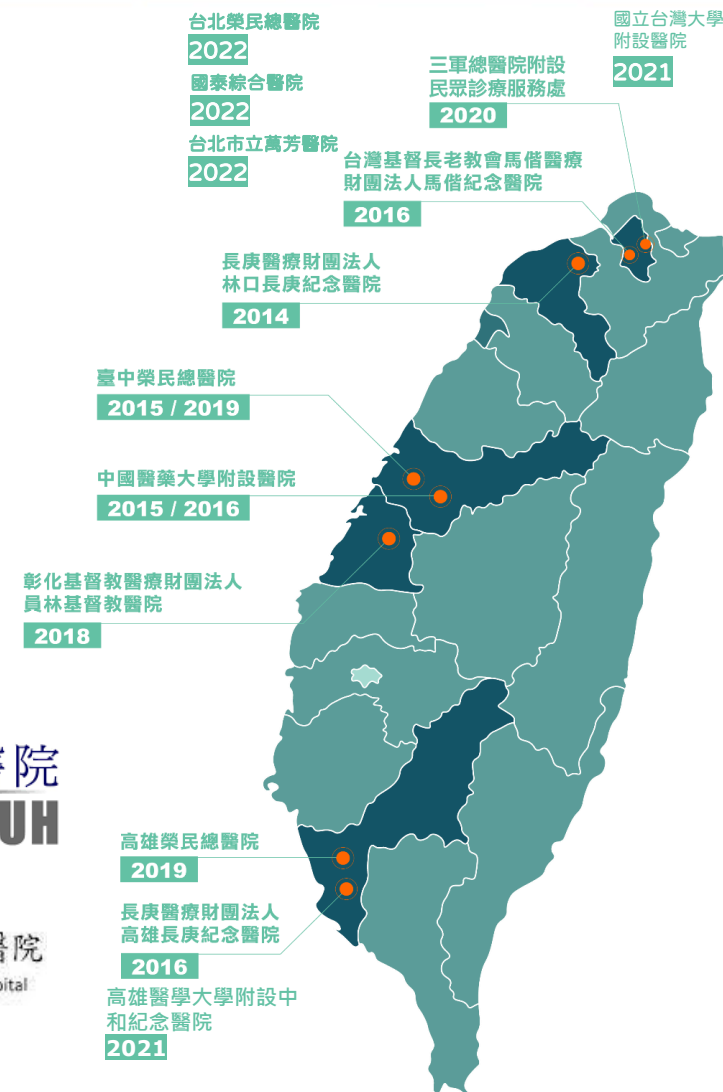 台北榮民總醫院
2022
國泰綜合醫院
2022
台北市立萬芳醫院
2022
國立台灣大學
附設醫院
2021
三軍總醫院附設
民眾診療服務處
2020
台灣基督長老教會馬偕醫療
財團法人馬偕紀念醫院
2016
長庚醫療財團法人
林口長庚紀念醫院
2014
臺中榮民總醫院
2015 / 2019
中國醫藥大學附設醫院
2015 / 2016
彰化基督教醫療財團法人
員林基督教醫院
2018
醫院
UH
高雄榮民總醫院
2019
長庚醫療財團法人
高雄長庚紀念醫院
2016
醫院
pital
高雄醫學大學附設中
和紀念醫院
2021